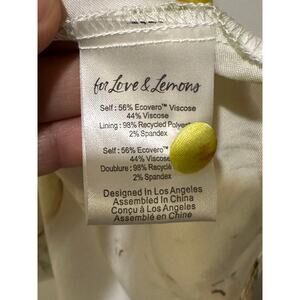 for Love & Lemons
Self : 56% Ecovero™ Viscose
44% Viscose
Lining : 98% Recycled Polyest
2% Spandex
Self : 56% Ecovero™
44% Viscose
Doublure : 98% Recycl
2% Spandex
Designed In Los Angeles
Assembled In China
Conçu à Los Angeles
Assemblé en Chine